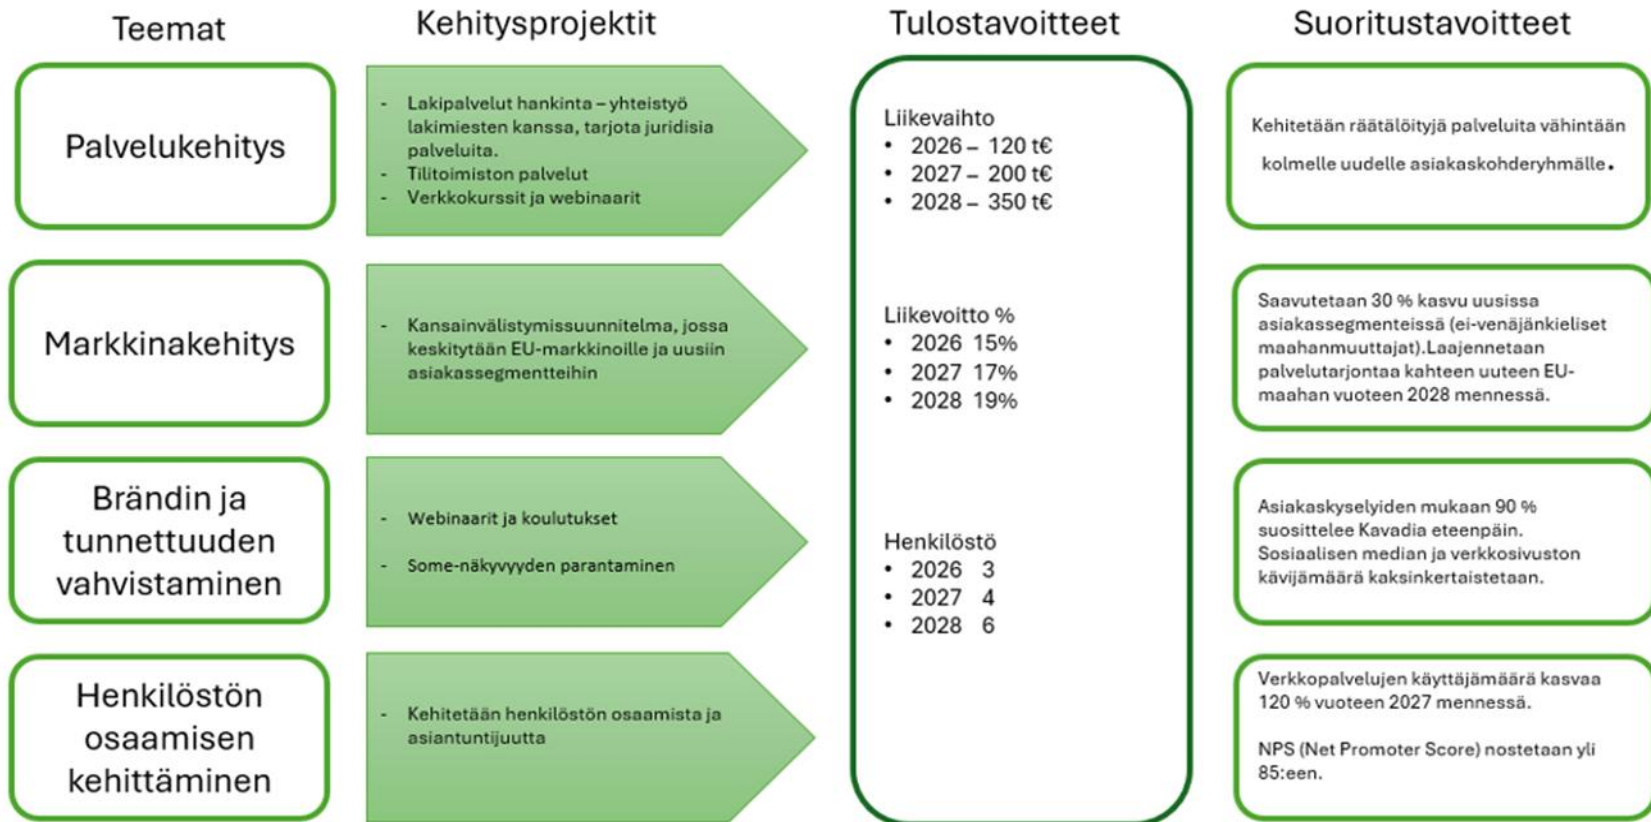 Teemat
Kehitysprojektit
Tulostavoitteet
Suoritustavoitteet
Palvelukehitys
- Lakipalvelut hankinta – yhteistyö
lakimiesten kanssa, tarjota juridisia
palveluita.
- Tilitoimiston palvelut
- Verkkokurssit ja webinaarit
Markkinakehitys
- Kansainvälistymissuunnitelma, jossa
keskitytään EU-markkinoille ja uusiin
asiakassegmentteihin
Brändin ja
tunnettuuden
vahvistaminen
- Webinaarit ja koulutukset
- Some-näkyvyyden parantaminen
Henkilöstön
osaamisen
kehittäminen
- Kehitetään henkilöstön osaamista ja
asiantuntijuutta
Liikevaihto
• 2026 – 120 t€
• 2027 – 200 t€
• 2028 – 350 t€
Liikevoitto %
• 2026 15%
• 2027 17%
• 2028 19%
Henkilöstö
• 2026 3
• 2027 4
• 2028 6
Kehitetään räätälöityjä palveluita vähintään
kolmelle uudelle asiakaskohderyhmälle.
Saavutetaan 30 % kasvu uusissa
asiakassegmenteissä (ei-venäjänkieliset
maahanmuuttajat).Laajennetaan
palvelutarjontaa kahteen uuteen EU-
maahan vuoteen 2028 mennessä.
Asiakaskyselyiden mukaan 90 %
suosittelee Kavadia eteenpäin.
Sosiaalisen median ja verkkosivuston
kävijämäärä kaksinkertaistetaan.
Verkkopalvelujen käyttäjämäärä kasvaa
120 % vuoteen 2027 mennessä.
NPS (Net Promoter Score) nostetaan yli
85:een.